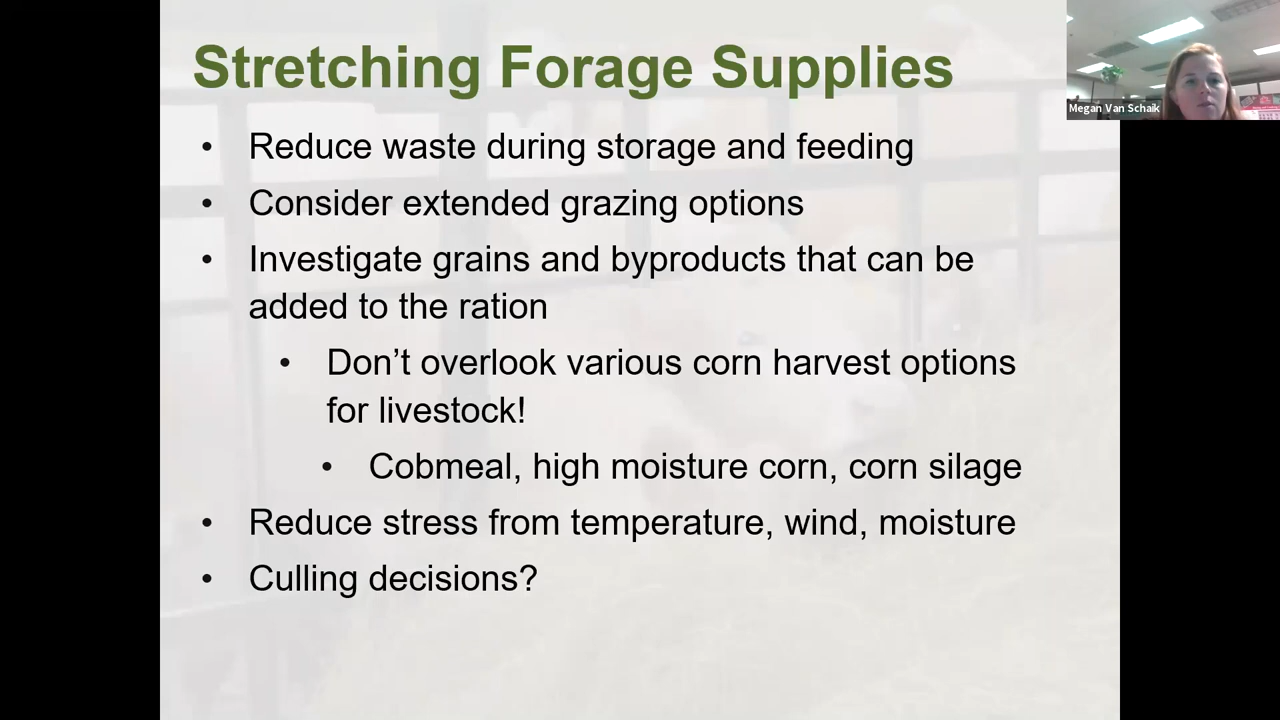 Stretching Forage Supplies
Megan Van Schaik
• Reduce waste during storage and feeding
• Consider extended grazing options
• Investigate grains and byproducts that can be
added to the ration
• Don’t overlook various corn harvest options
for livestock!
• Cobmeal, high moisture corn, corn silage
• Reduce stress from temperature, wind, moisture
• Culling decisions?